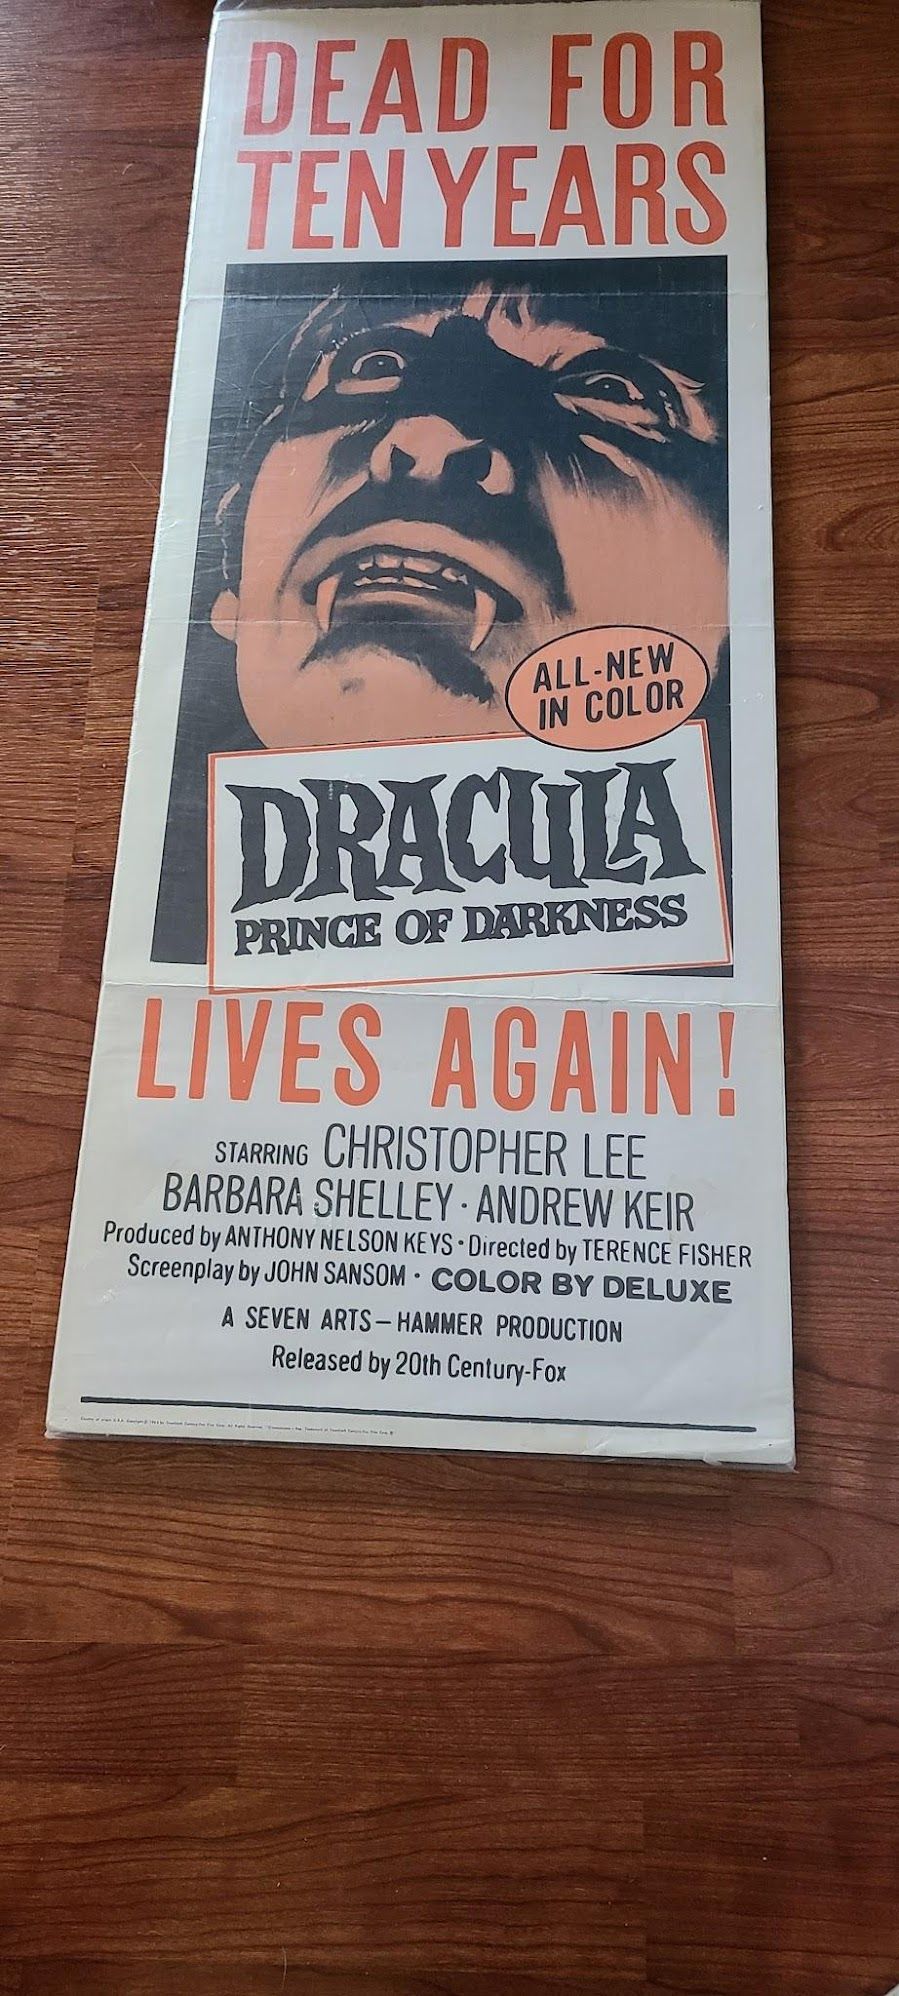 DEAD FOR
TEN YEARS
ALL-NEW
IN COLOR
DRACULA
PRINCE OF DARKNESS
LIVES AGAIN!
STARRING CHRISTOPHER LEE
BARBARA SHELLEY · ANDREW KEIR
Produced by ANTHONY NELSON KEYS · Directed by TERENCE FISHER
Screenplay by JOHN SANSOM · COLOR BY DELUXE
A SEVEN ARTS – HAMMER PRODUCTION
Released by 20th Century-Fox